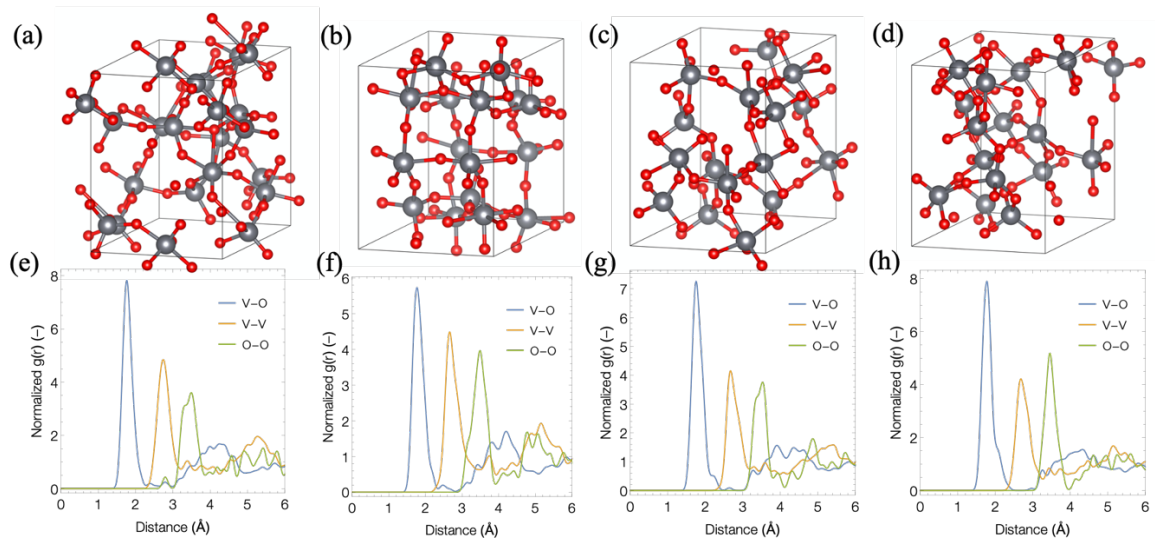 (a)
(b)
(c)
(d)
(e)
8
6
4
2
0
0 1 2 3 4 5 6
Normalized g(r) (–)
Distance (Å)
V–O
V–V
O–O
(f)
6
5
4
3
2
1
0
0 1 2 3 4 5 6
Normalized g(r) (–)
Distance (Å)
V–O
V–V
O–O
(g)
7
6
5
4
3
2
1
0
0 1 2 3 4 5 6
Normalized g(r) (–)
Distance (Å)
V–O
V–V
O–O
(h)
8
6
4
2
0
0 1 2 3 4 5 6
Normalized g(r) (–)
Distance (Å)
V–O
V–V
O–O